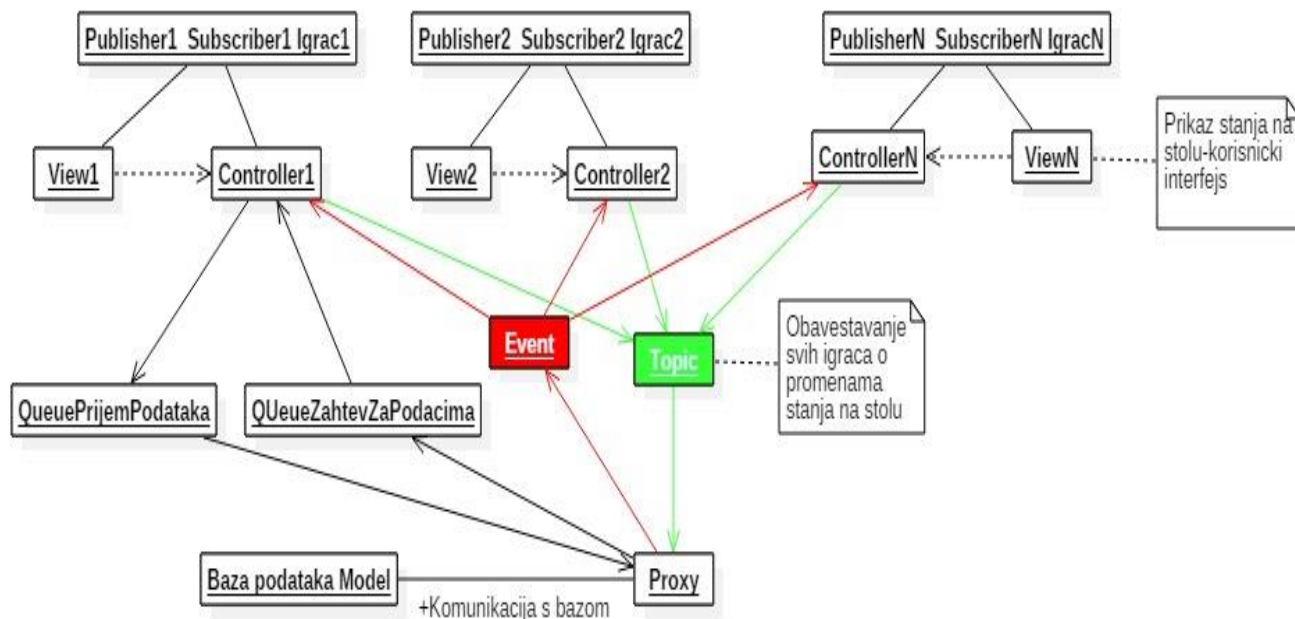 Publisher1 Subscriber1 Igrac1
Publisher2 Subscriber2 Igrac2
PublisherN SubscriberN IgracN
View1
Controller1
View2
Controller2
ControllerN
ViewN
Prikaz stanja na
stolu-korisnicki
interfejs
Event
Topic
Obavestavanje
svih igraca o
promenama
stanja na stolu
QueuePrijemPodataka
QUeueZahtevZaPodacima
Baza podataka Model
+Komunikacija s bazom
Proxy